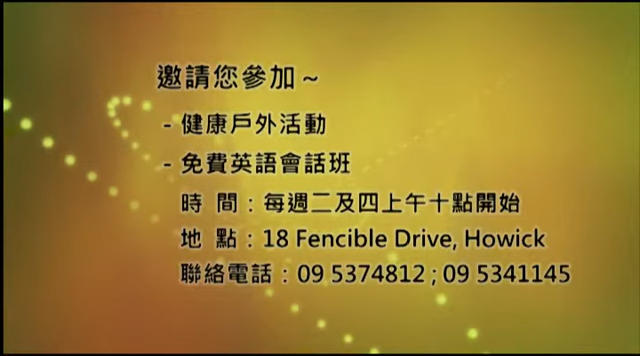 邀請您參加~
- 健康戶外活動
- 免費英語會話班
時 間：每週二及四上午十點開始
地 點：18 Fencible Drive, Howick
聯絡電話：09 5374812 ; 09 5341145